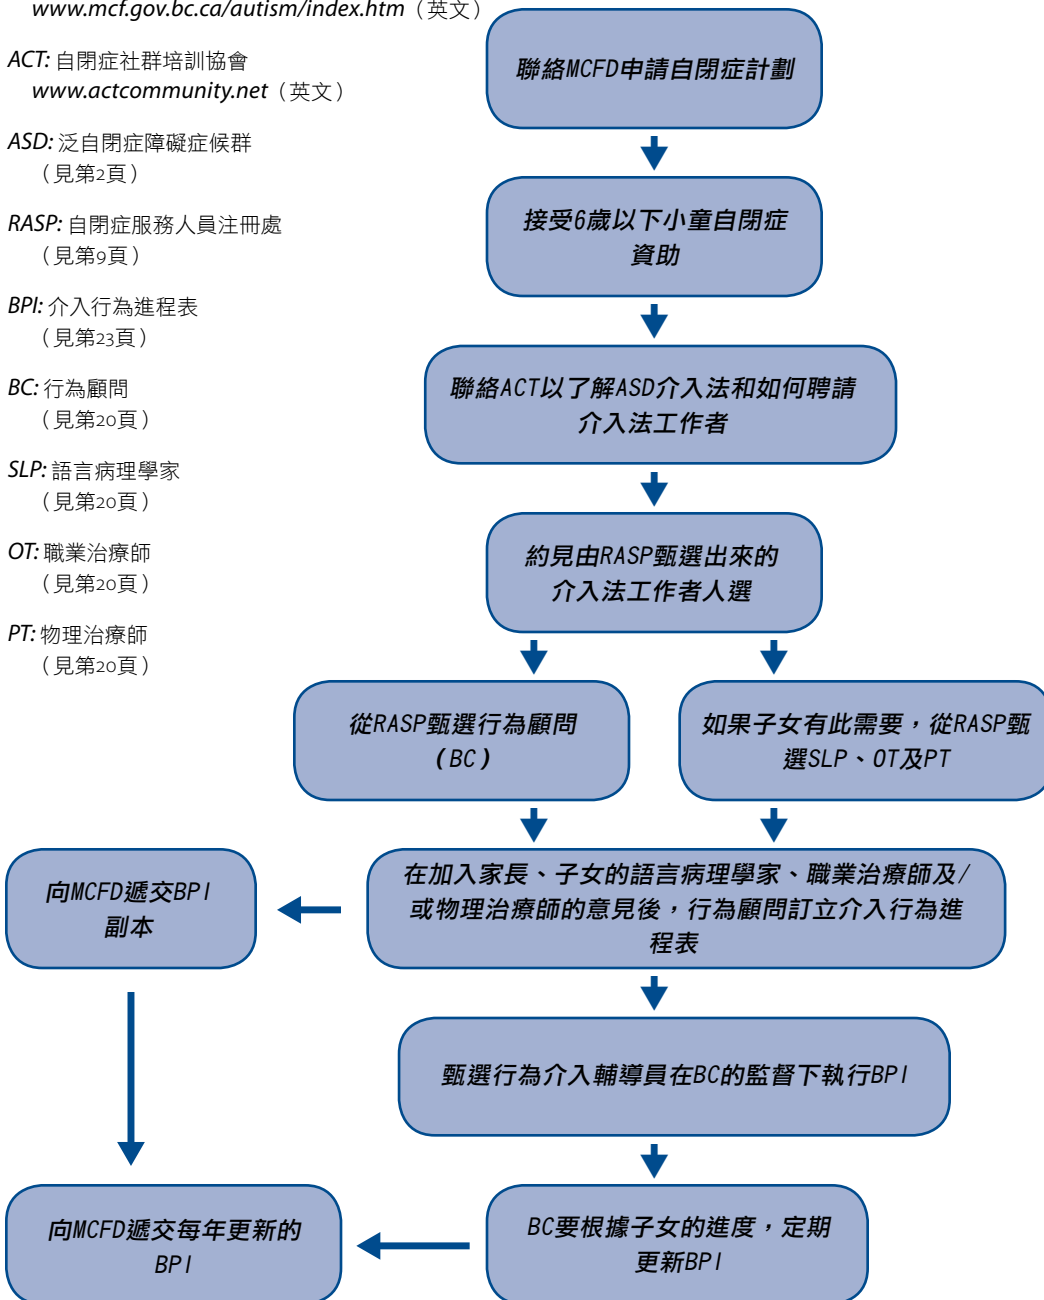 www.mcf.gov.bc.ca/autism/index.htm（英文）
ACT: 自閉症社群培訓協會
www.actcommunity.net（英文）
ASD: 泛自閉症障礙症候群
（見第2頁）
RASP: 自閉症服務人員注冊處
（見第9頁）
BPI: 介入行為進程表
（見第23頁）
BC: 行為顧問
（見第20頁）
SLP: 語言病理學家
（見第20頁）
OT: 職業治療師
（見第20頁）
PT: 物理治療師
（見第20頁）
聯絡MCFD申請自閉症計劃
接受6歲以下小童自閉症
資助
聯絡ACT以了解ASD介入法和如何聘請
介入法工作者
約見由RASP甄選出來的
介入法工作者人選
從RASP甄選行為顧問
（BC）
如果子女有此需要，從RASP甄
選SLP、OT及PT
在加入家長、子女的語言病理學家、職業治療師及/
或物理治療師的意見後，行為顧問訂立介入行為進
程表
向MCFD遞交BPI
副本
甄選行為介入輔導員在BC的監督下執行BPI
BC要根據子女的進度，定期
更新BPI
向MCFD遞交每年更新的
BPI